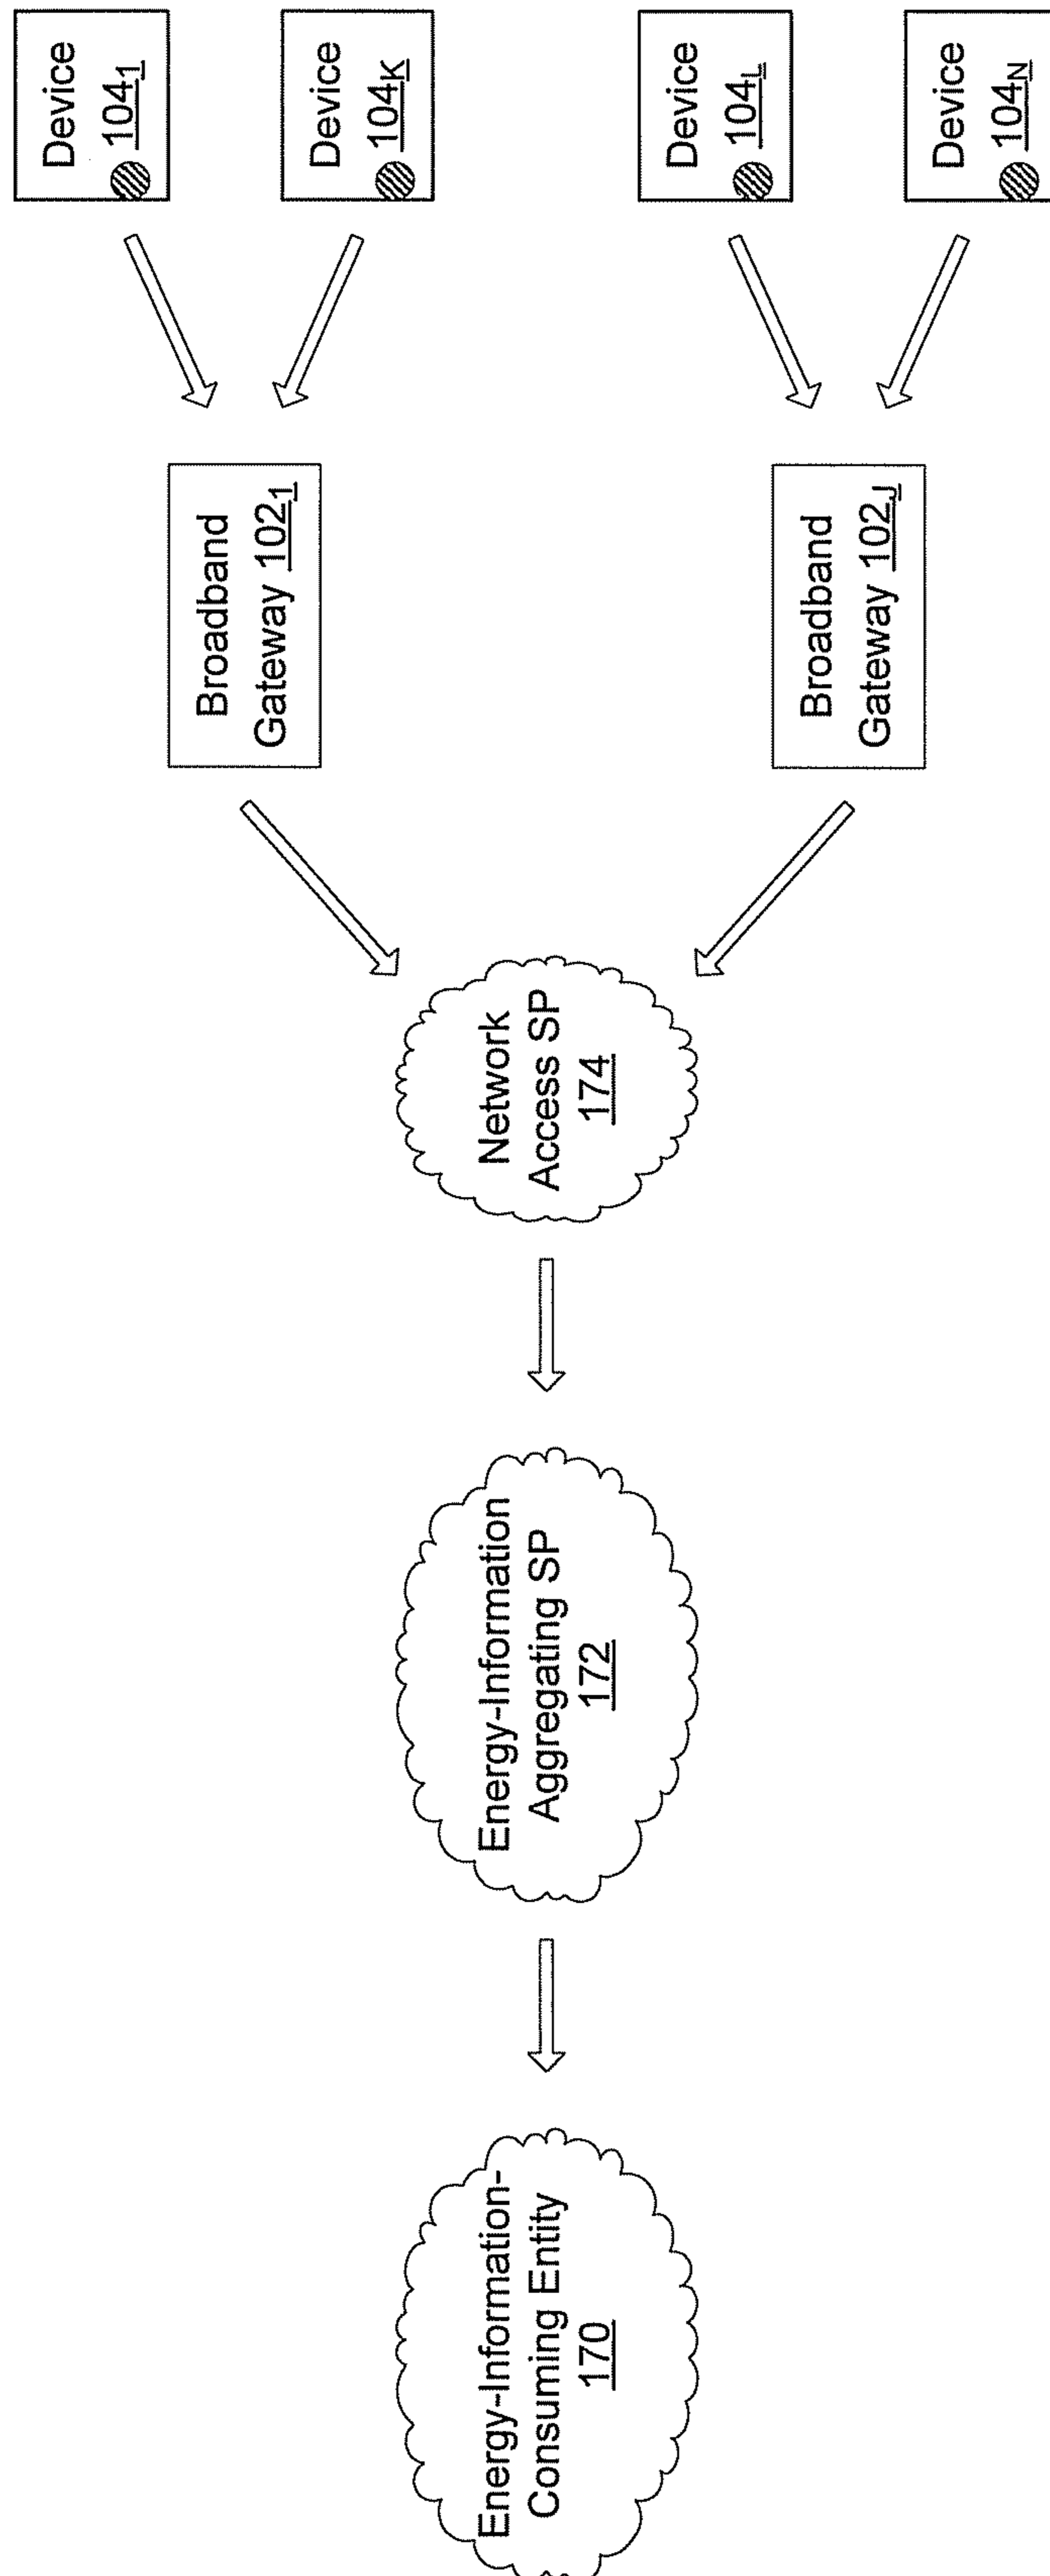 Device
104₁
Device
104K
Device
104L
Device
104N
Broadband
Gateway 102₁
Broadband
Gateway 102J
Network
Access SP
174
Energy-Information
Aggregating SP
172
Energy-Information-
Consuming Entity
170